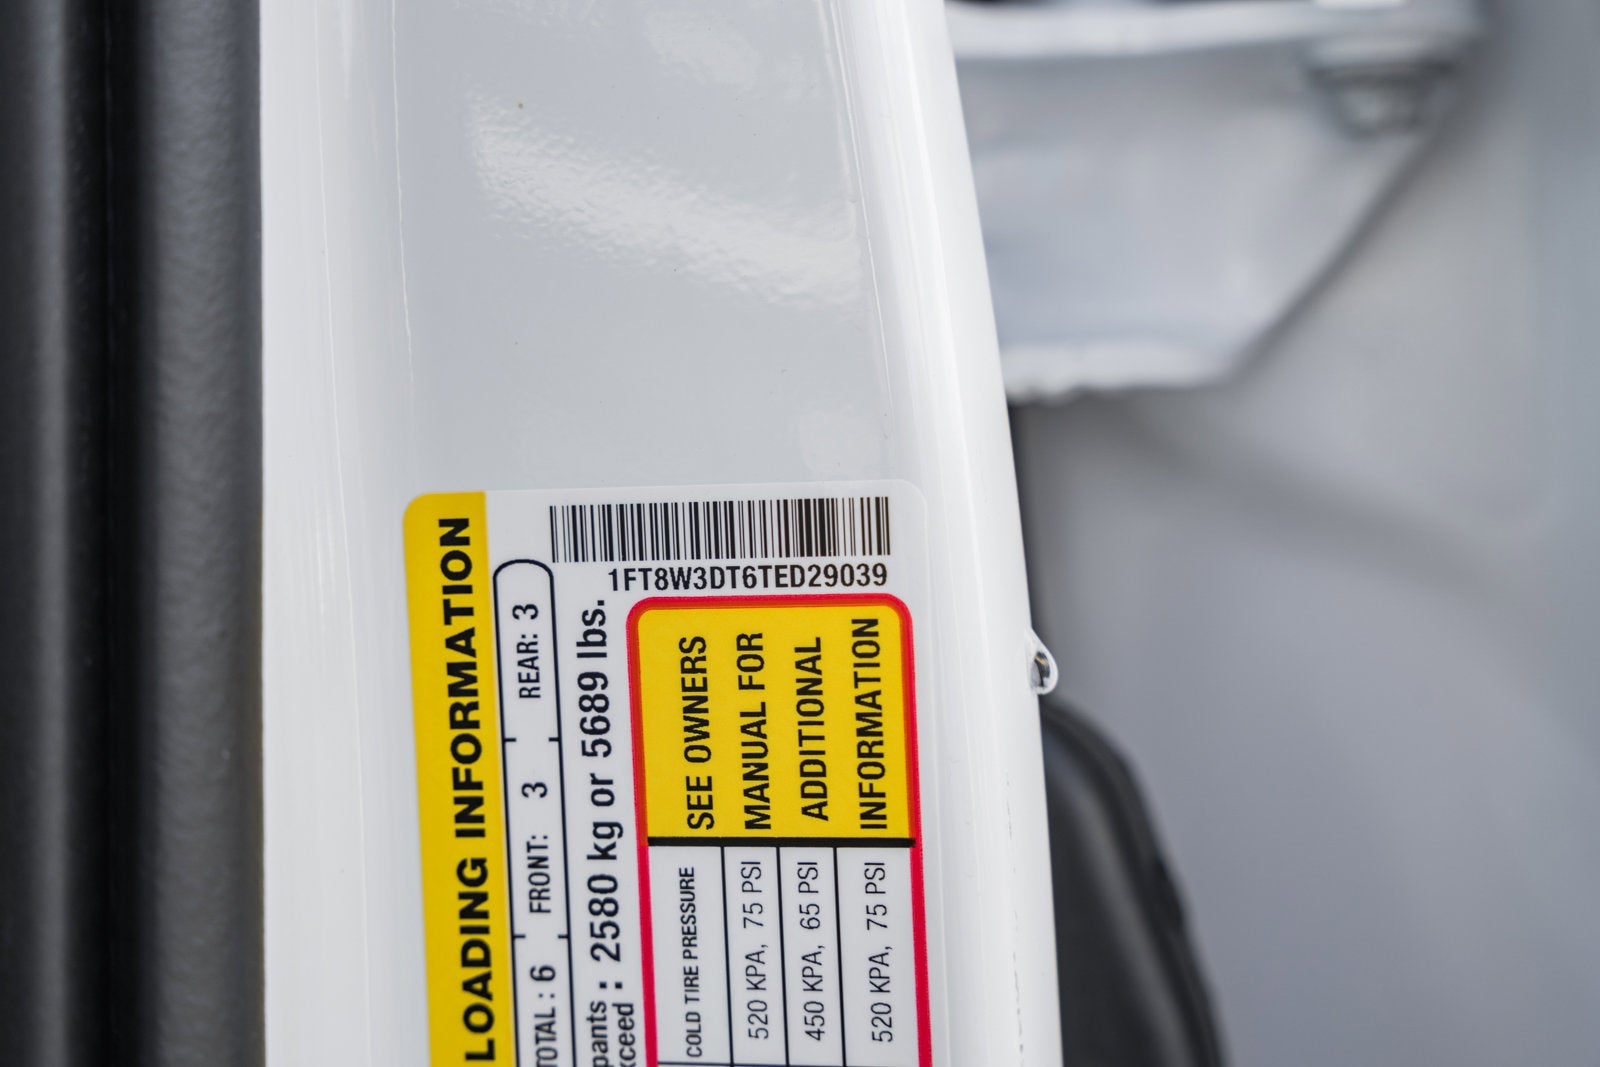 1FT8W3DT6TED29039
LOADING INFORMATION
TOTAL : 6 FRONT: 3 REAR: 3
pants : 2580 kg or 5689 lbs.
xceed
COLD TIRE PRESSURE SEE OWNERS
520 KPA, 75 PSI MANUAL FOR
450 KPA, 65 PSI ADDITIONAL
520 KPA, 75 PSI INFORMATION